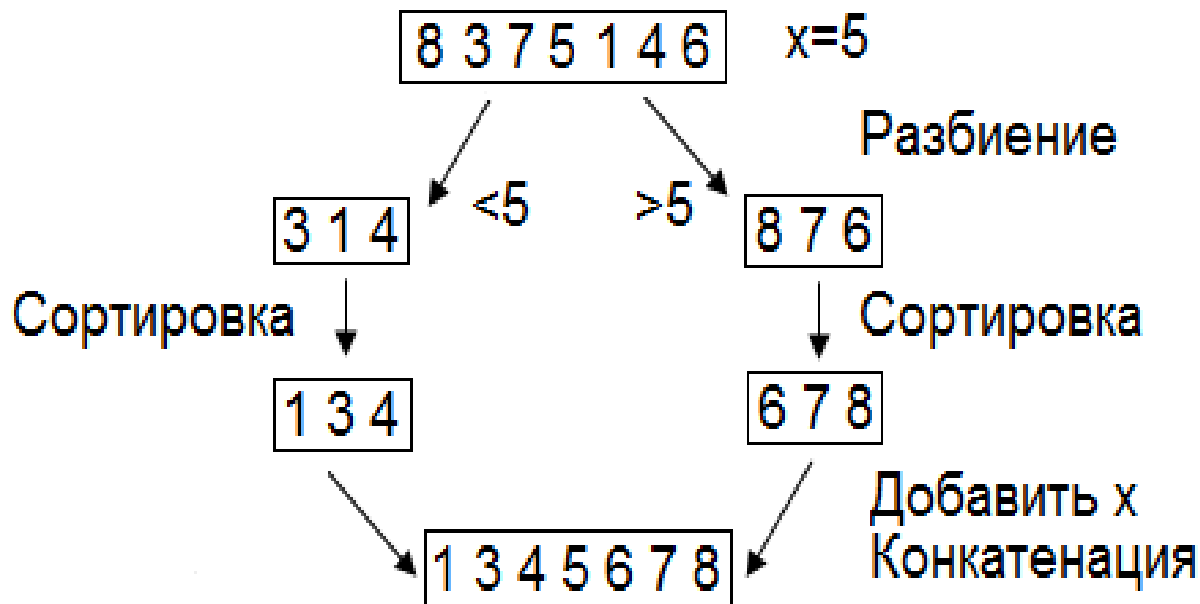 8 3 7 5 1 4 6
x=5
Разбиение
<5
>5
3 1 4
8 7 6
Сортировка
Сортировка
1 3 4
6 7 8
Добавить x
Конкатенация
1 3 4 5 6 7 8